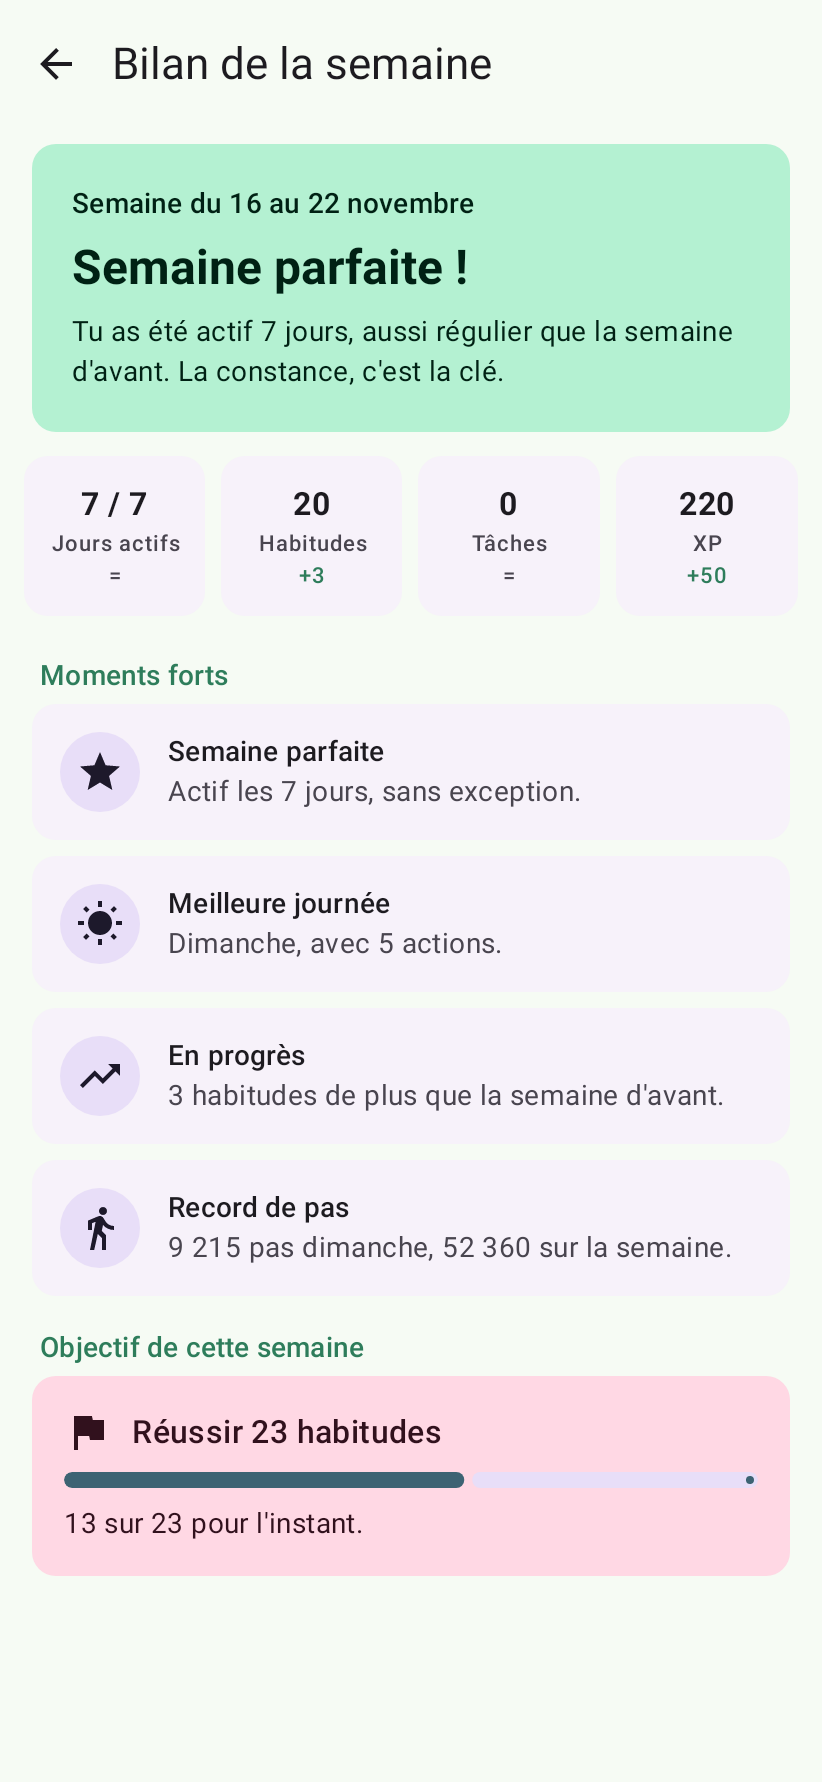 Bilan de la semaine
Semaine du 16 au 22 novembre
Semaine parfaite !
Tu as été actif 7 jours, aussi régulier que la semaine
d'avant. La constance, c'est la clé.
7 / 7
Jours actifs
=
20
Habitudes
+3
0
Tâches
=
220
XP
+50
Moments forts
Semaine parfaite
Actif les 7 jours, sans exception.
Meilleure journée
Dimanche, avec 5 actions.
En progrès
3 habitudes de plus que la semaine d'avant.
Record de pas
9 215 pas dimanche, 52 360 sur la semaine.
Objectif de cette semaine
Réussir 23 habitudes
13 sur 23 pour l'instant.